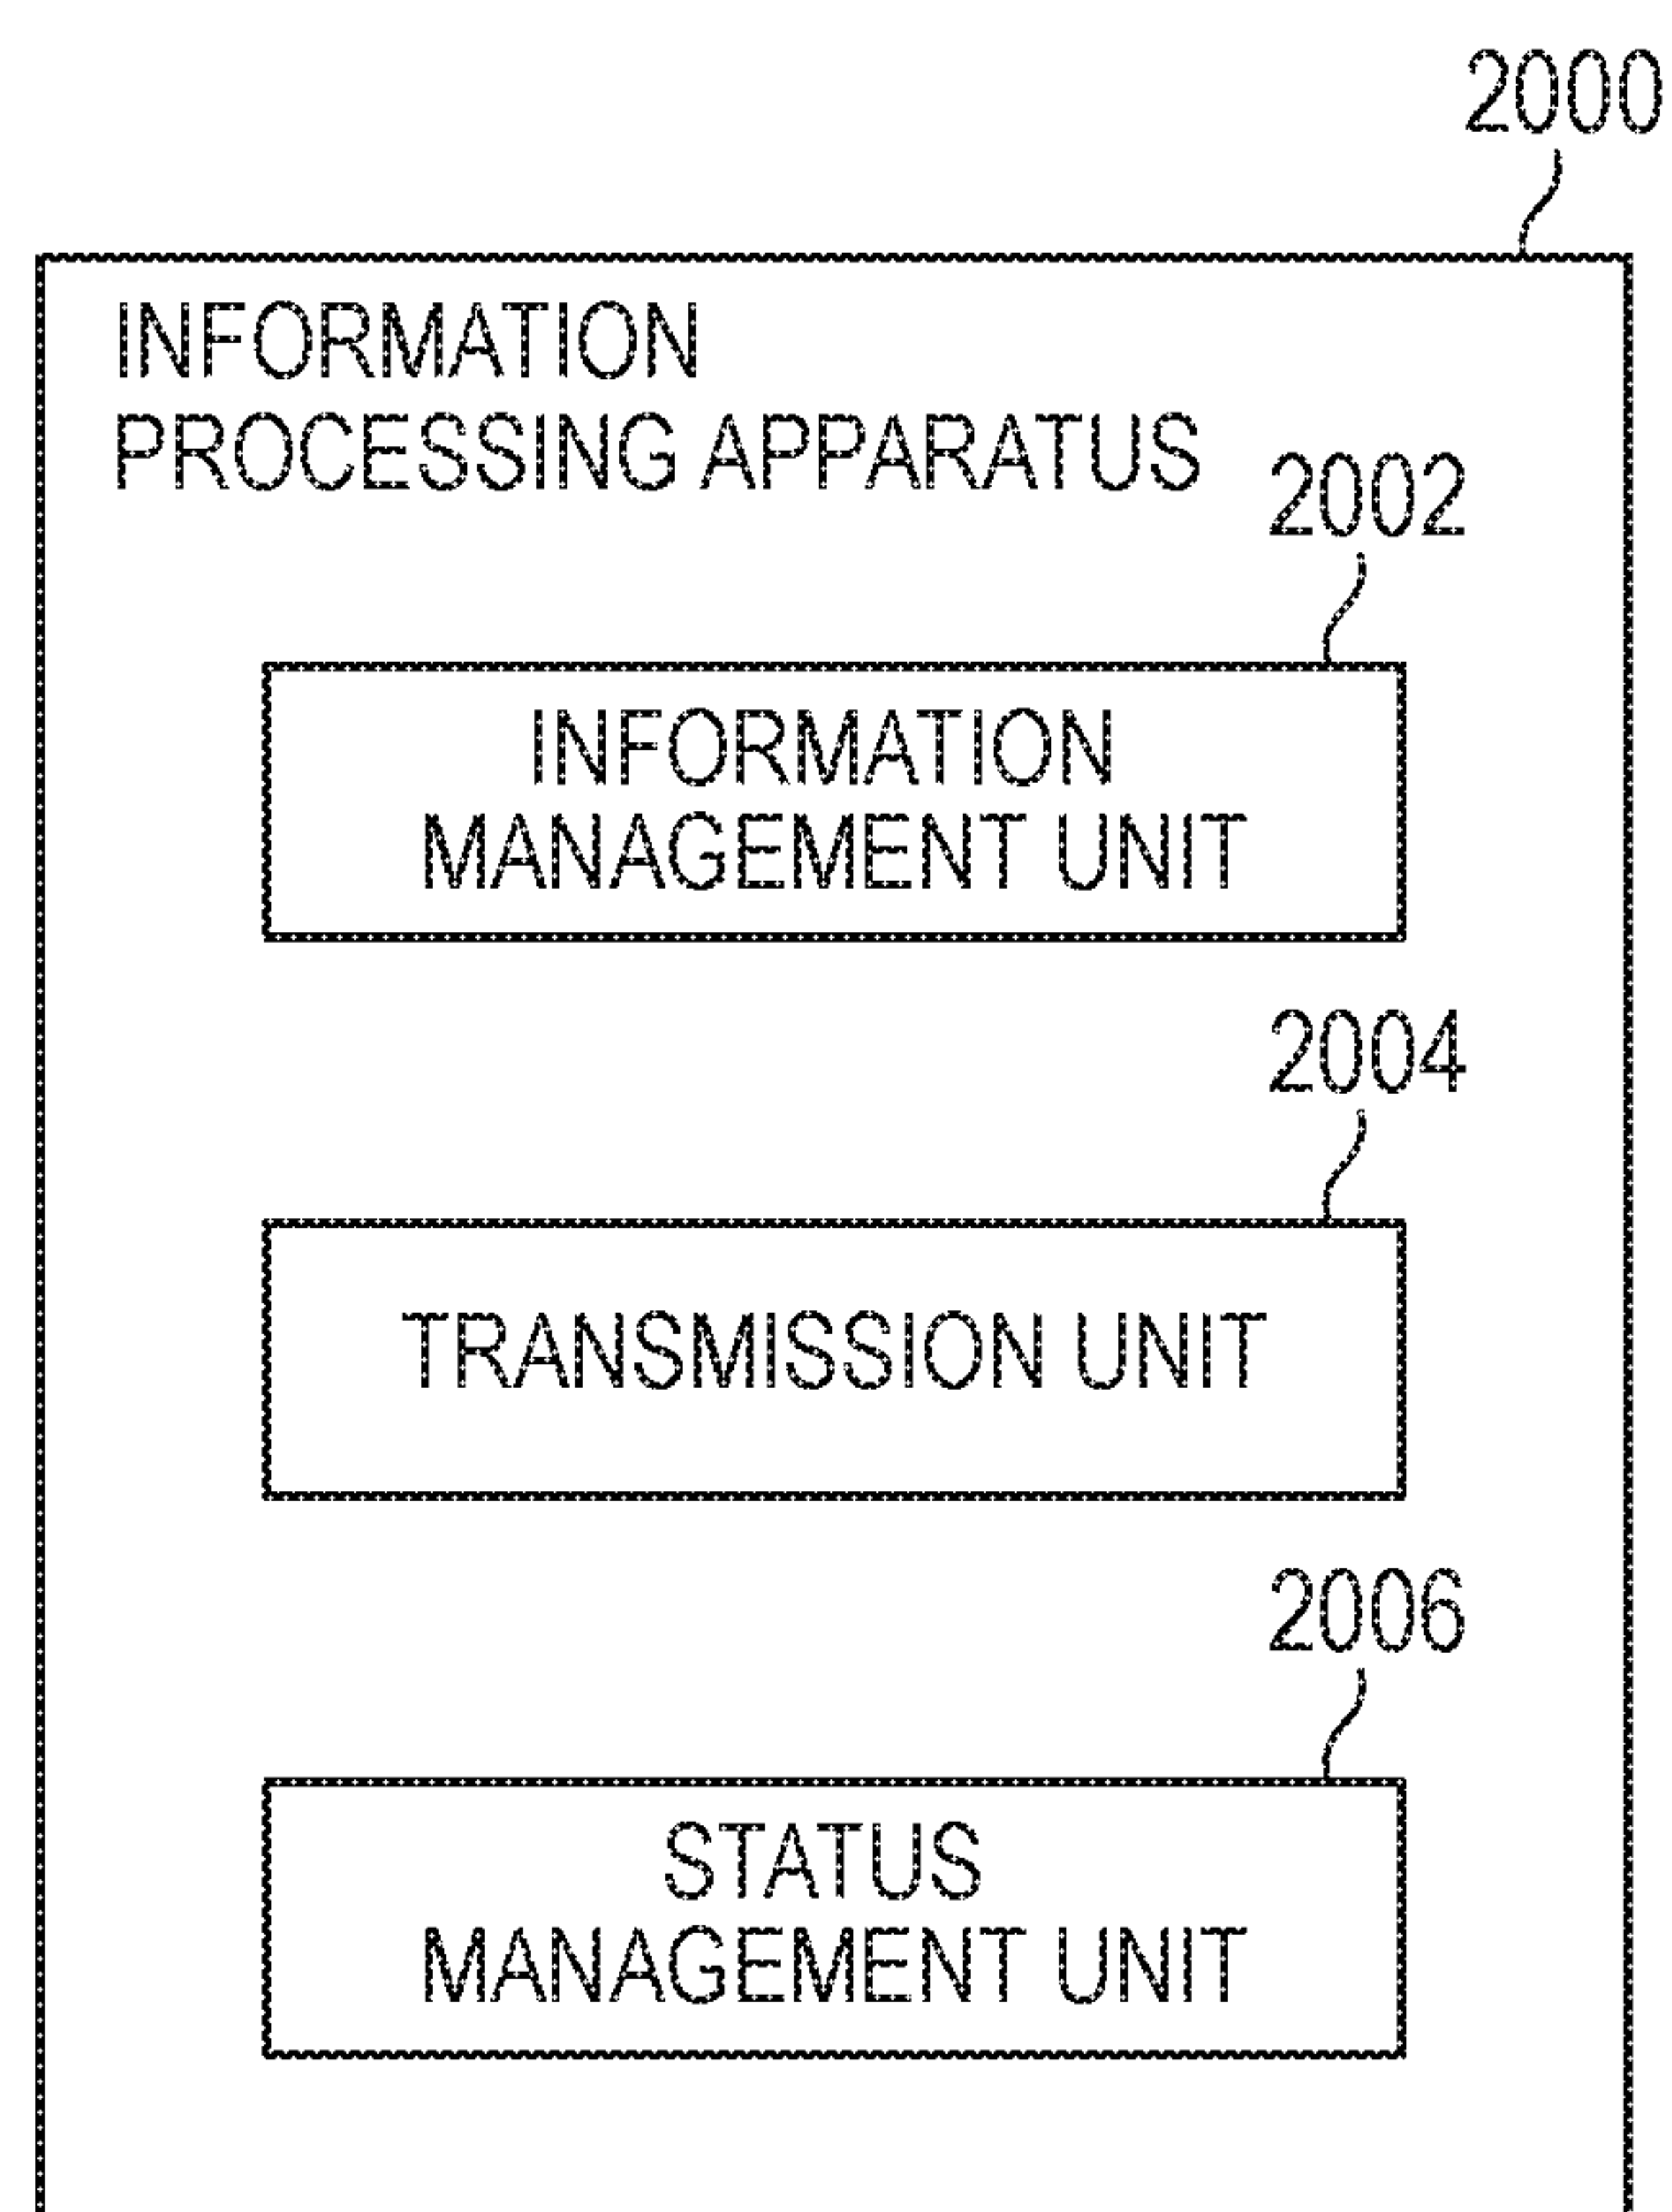 2000
INFORMATION
PROCESSING APPARATUS
2002
INFORMATION
MANAGEMENT UNIT
2004
TRANSMISSION UNIT
2006
STATUS
MANAGEMENT UNIT